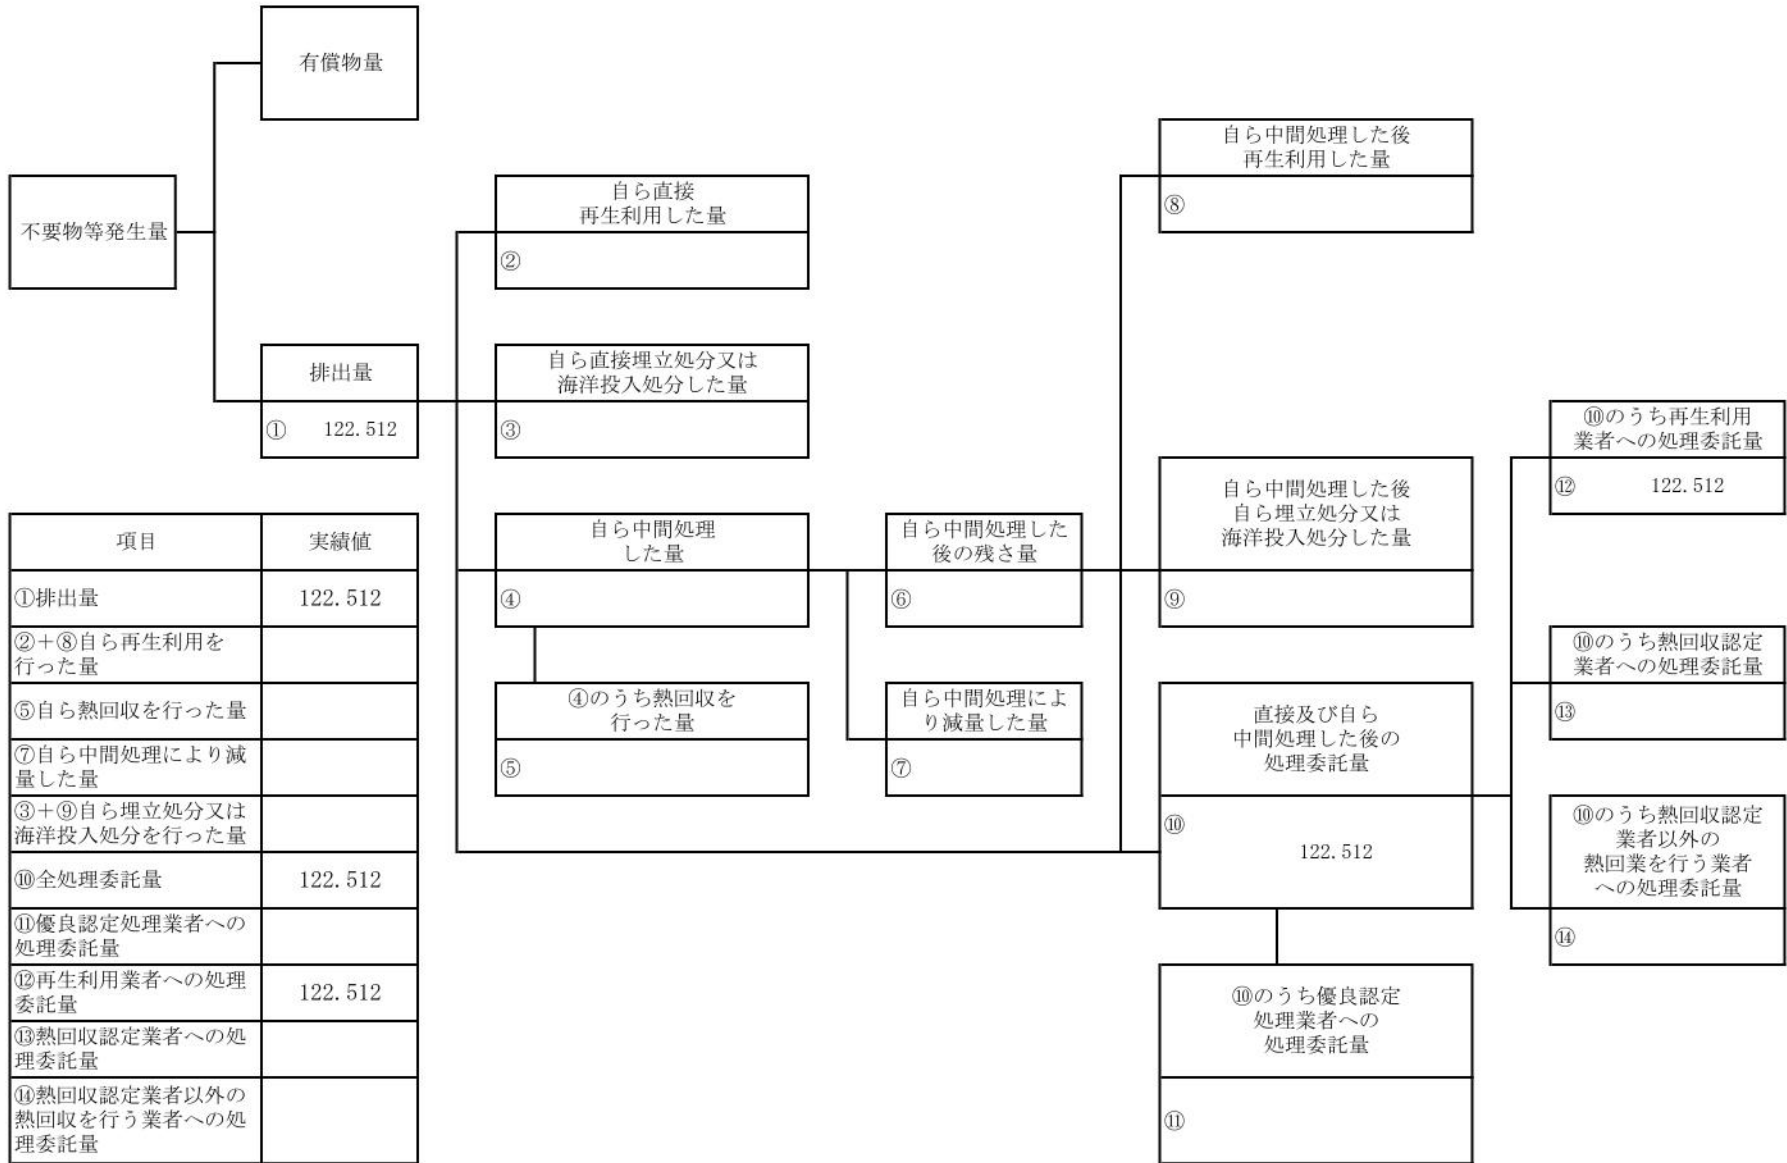 有償物量
不要物等発生量
排出量
① 122.512
自ら直接
再生利用した量
②
自ら直接埋立処分又は
海洋投入処分した量
③
自ら中間処理
した量
④
④のうち熱回収を
行った量
⑤
自ら中間処理した
後の残さ量
⑥
自ら中間処理によ
り減量した量
⑦
自ら中間処理した後
再生利用した量
⑧
自ら中間処理した後
自ら埋立処分又は
海洋投入処分した量
⑨
直接及び自ら
中間処理した後の
処理委託量
⑩
122.512
⑩のうち優良認定
処理業者への
処理委託量
⑪
⑩のうち再生利用
業者への処理委託量
⑫ 122.512
⑩のうち熱回収認定
業者への処理委託量
⑬
⑩のうち熱回収認定
業者以外の
熱回業を行う業者
への処理委託量
⑭
項目 実績値
①排出量 122.512
②＋⑧自ら再生利用を
行った量
⑤自ら熱回収を行った量
⑦自ら中間処理により減
量した量
③＋⑨自ら埋立処分又は
海洋投入処分を行った量
⑩全処理委託量 122.512
⑪優良認定処理業者への
処理委託量
⑫再生利用業者への処理
委託量 122.512
⑬熱回収認定業者への処
理委託量
⑭熱回収認定業者以外の
熱回収を行う業者への処
理委託量